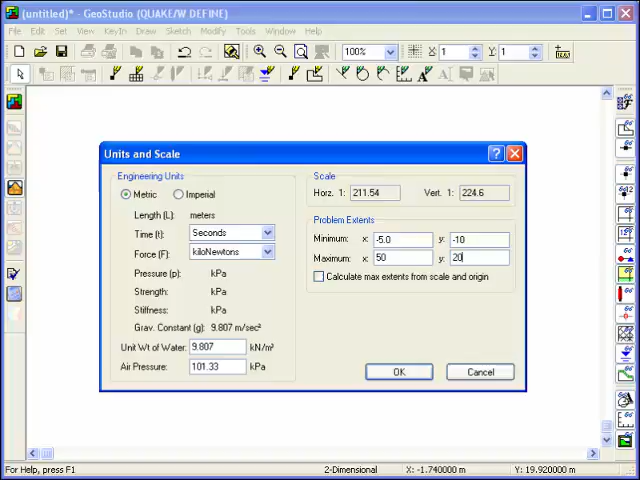 (untitled)* - GeoStudio (QUAKE/W DEFINE)
File Edit Set View KeyIn Draw Sketch Modify Tools Window Help
100% X: 1 Y: 1
Units and Scale
Engineering Units
Metric Imperial
Length (L): meters
Time (t): Seconds
Force (F): kiloNewtons
Pressure (p): kPa
Strength: kPa
Stiffness: kPa
Grav. Constant (g): 9.807 m/sec²
Unit Wt of Water: 9.807 kN/m³
Air Pressure: 101.33 kPa
Scale
Horz. 1: 211.54 Vert. 1: 224.6
Problem Extents
Minimum: x: -5.0 y: -10
Maximum: x: 50 y: 20
Calculate max extents from scale and origin
OK Cancel
For Help, press F1 2-Dimensional X: -1.740000 m Y: 19.920000 m